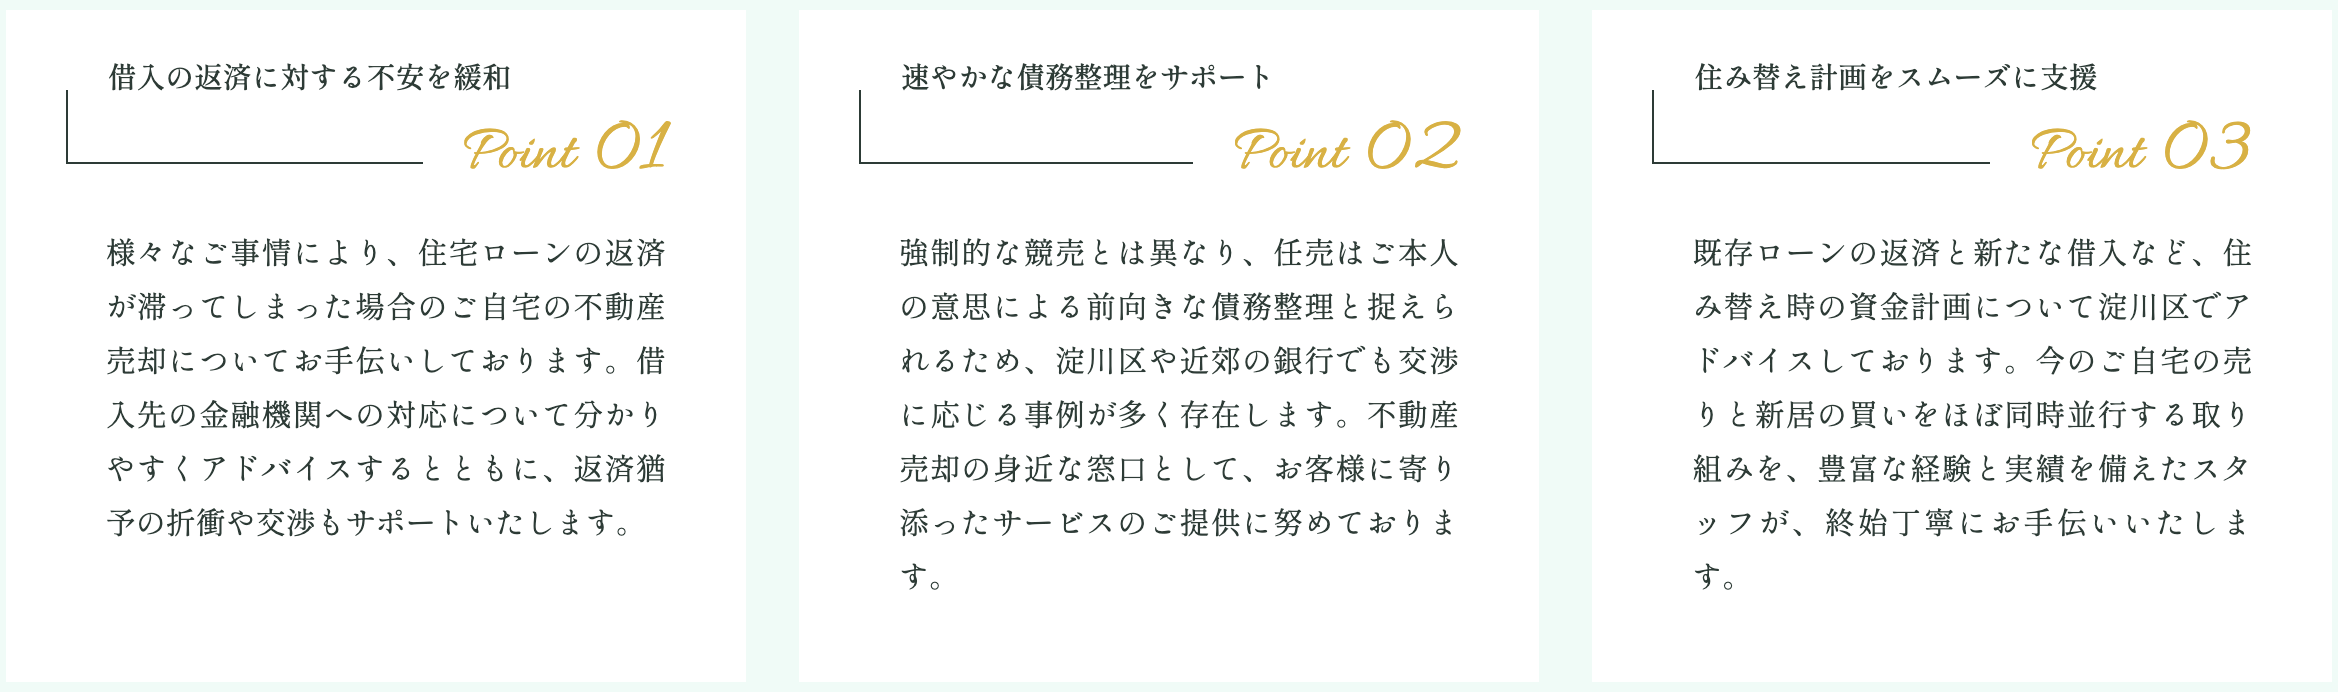 借入の返済に対する不安を緩和
Point 01
様々なご事情により、住宅ローンの返済
が滞ってしまった場合のご自宅の不動産
売却についてお手伝いしております。借
入先の金融機関への対応について分かり
やすくアドバイスするとともに、返済猶
予の折衝や交渉もサポートいたします。
速やかな債務整理をサポート
Point 02
強制的な競売とは異なり、任売はご本人
の意思による前向きな債務整理と捉えら
れるため、淀川区や近郊の銀行でも交渉
に応じる事例が多く存在します。不動産
売却の身近な窓口として、お客様に寄り
添ったサービスのご提供に努めておりま
す。
住み替え計画をスムーズに支援
Point 03
既存ローンの返済と新たな借入など、住
み替え時の資金計画について淀川区でア
ドバイスしております。今のご自宅の売
りと新居の買いをほぼ同時並行する取り
組みを、豊富な経験と実績を備えたスタ
ッフが、終始丁寧にお手伝いいたしま
す。